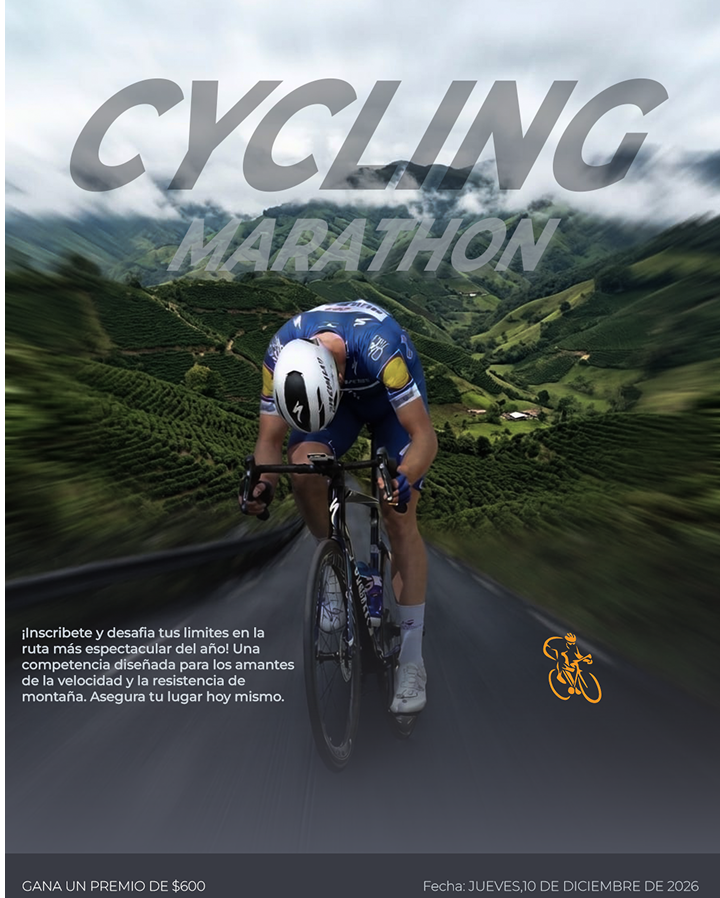 CYCLING
MARATHON
¡Inscribete y desafia tus limites en la
ruta más espectacular del año! Una
competencia diseñada para los amantes
de la velocidad y la resistencia de
montaña. Asegura tu lugar hoy mismo.
GANA UN PREMIO DE $600
Fecha: JUEVES,10 DE DICIEMBRE DE 2026